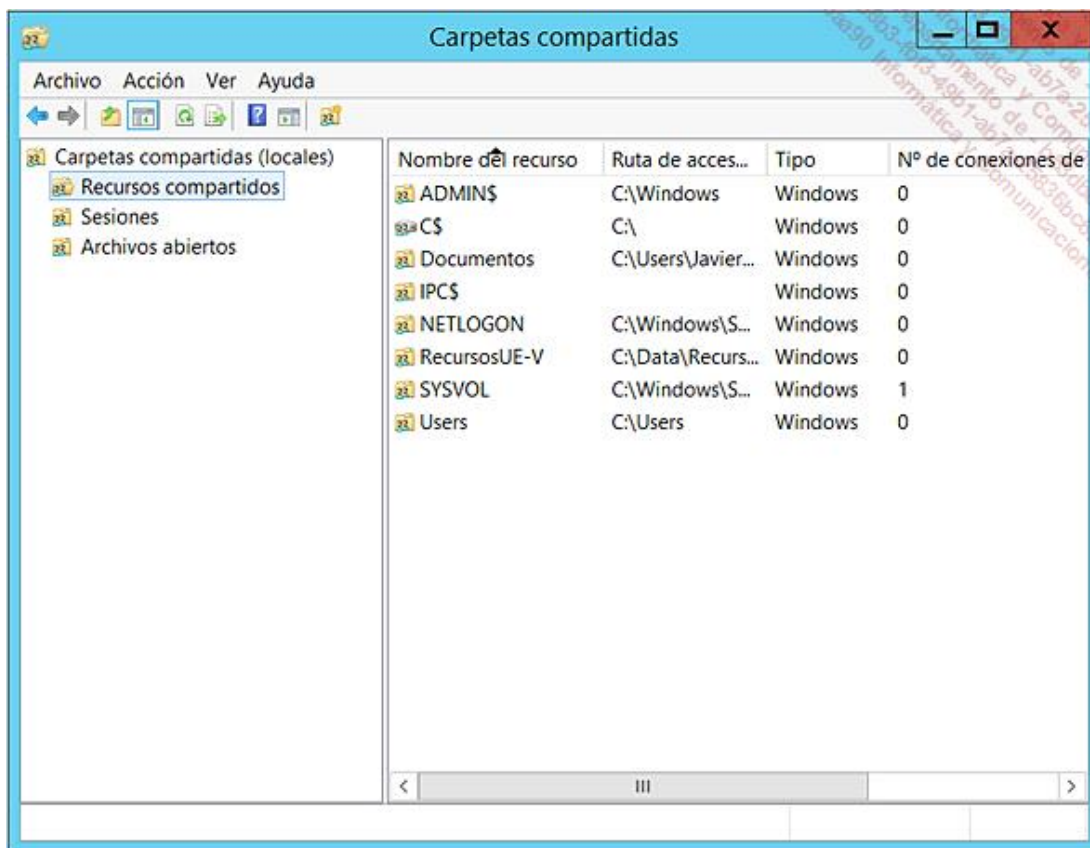 Carpetas compartidas
Archivo Acción Ver Ayuda
Carpetas compartidas (locales)
Recursos compartidos
Sesiones
Archivos abiertos
Nombre del recurso Ruta de acces... Tipo Nº de conexiones de
ADMIN$ C:\Windows Windows 0
C$ C:\ Windows 0
Documentos C:\Users\Javier... Windows 0
IPC$ Windows 0
NETLOGON C:\Windows\S... Windows 0
RecursosUE-V C:\Data\Recurs... Windows 0
SYSVOL C:\Windows\S... Windows 1
Users C:\Users Windows 0